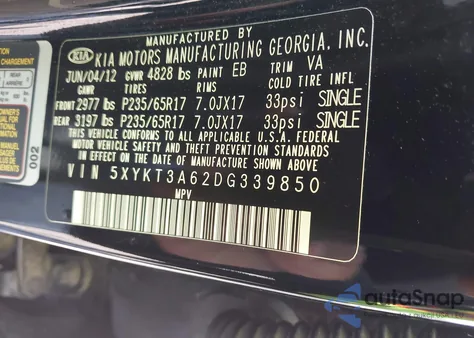 MANUFACTURED BY
KIA KIA MOTORS MANUFACTURING GEORGIA, INC.
JUN/04/12 GVWR 4828 lbs PAINT EB TRIM VA
GAWR TIRES RIMS COLD TIRE INFL
FRONT 2977 lbs P235/65R17 7.0JX17 33psi SINGLE
REAR 3197 lbs P235/65R17 7.0JX17 33psi SINGLE
THIS VEHICLE CONFORMS TO ALL APPLICABLE U.S.A. FEDERAL
MOTOR VEHICLE THEFT PREVENTION STANDARD IN
EFFECT ON THE DATE OF MANUFACTURE SHOWN ABOVE
VIN 5XYKT3A62DG339850
MPV
002
autoSnap